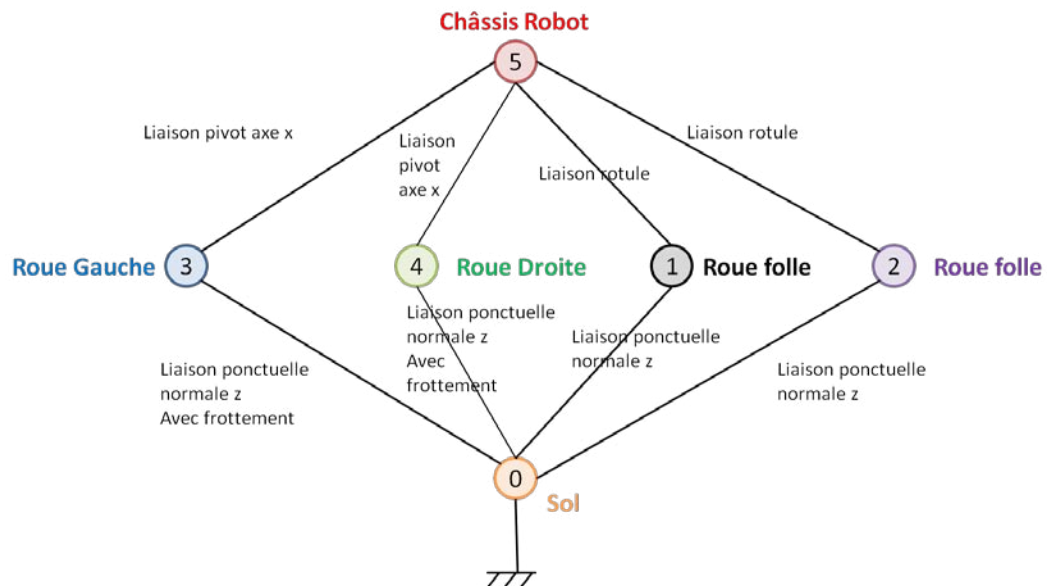 Châssis Robot
5
Liaison pivot axe x
Liaison
pivot
axe x
Liaison rotule
Liaison rotule
Roue Gauche
3
4
Roue Droite
1
Roue folle
2
Roue folle
Liaison ponctuelle
normale z
Avec frottement
Liaison ponctuelle
normale z
Avec
frottement
Liaison ponctuelle
normale z
Liaison ponctuelle
normale z
0
Sol